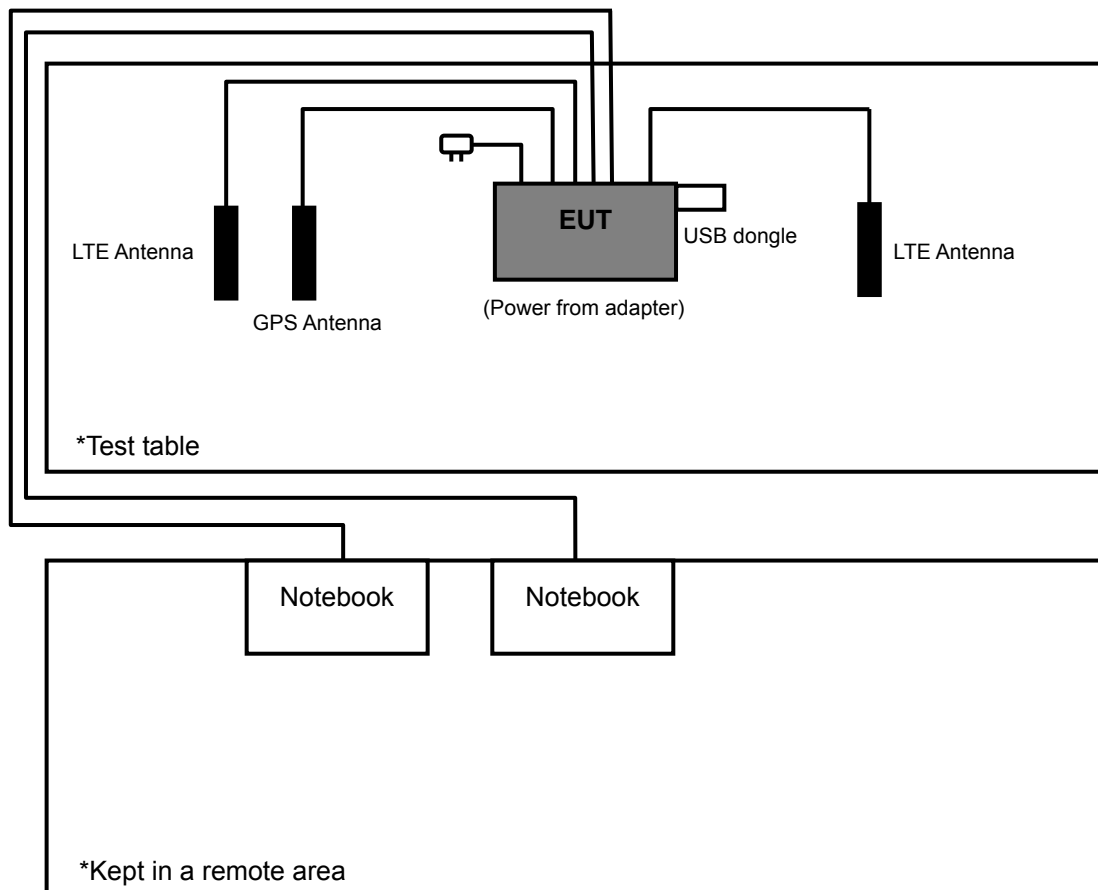 EUT
LTE Antenna
USB dongle
LTE Antenna
GPS Antenna
(Power from adapter)
*Test table
Notebook
Notebook
*Kept in a remote area